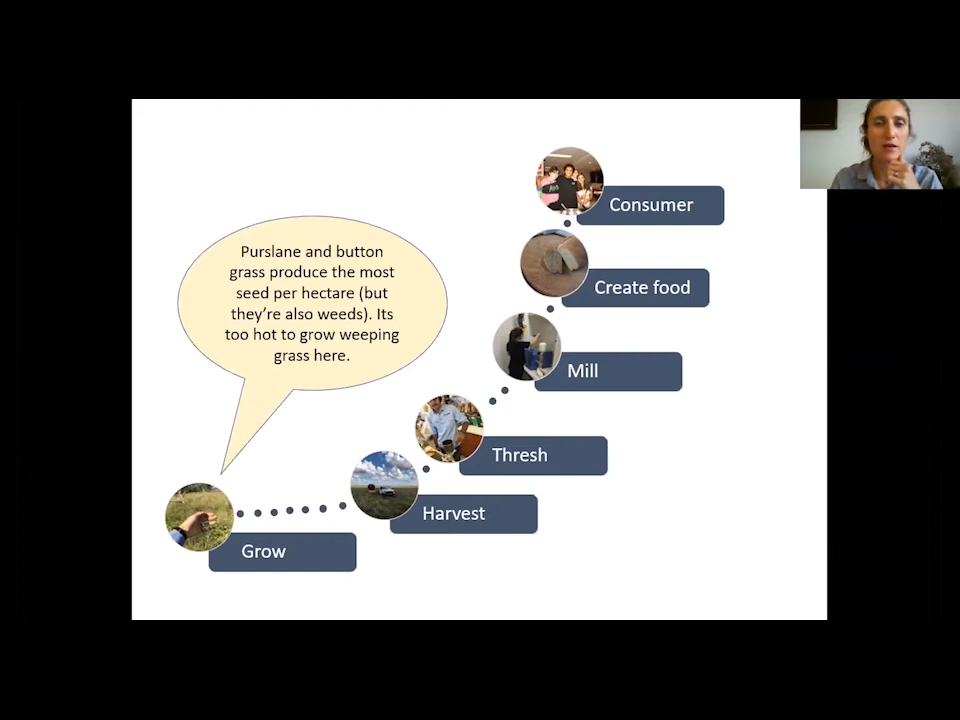 Consumer
Purslane and button
grass produce the most
seed per hectare (but
they're also weeds). Its
too hot to grow weeping
grass here.
Create food
Mill
Thresh
Harvest
Grow